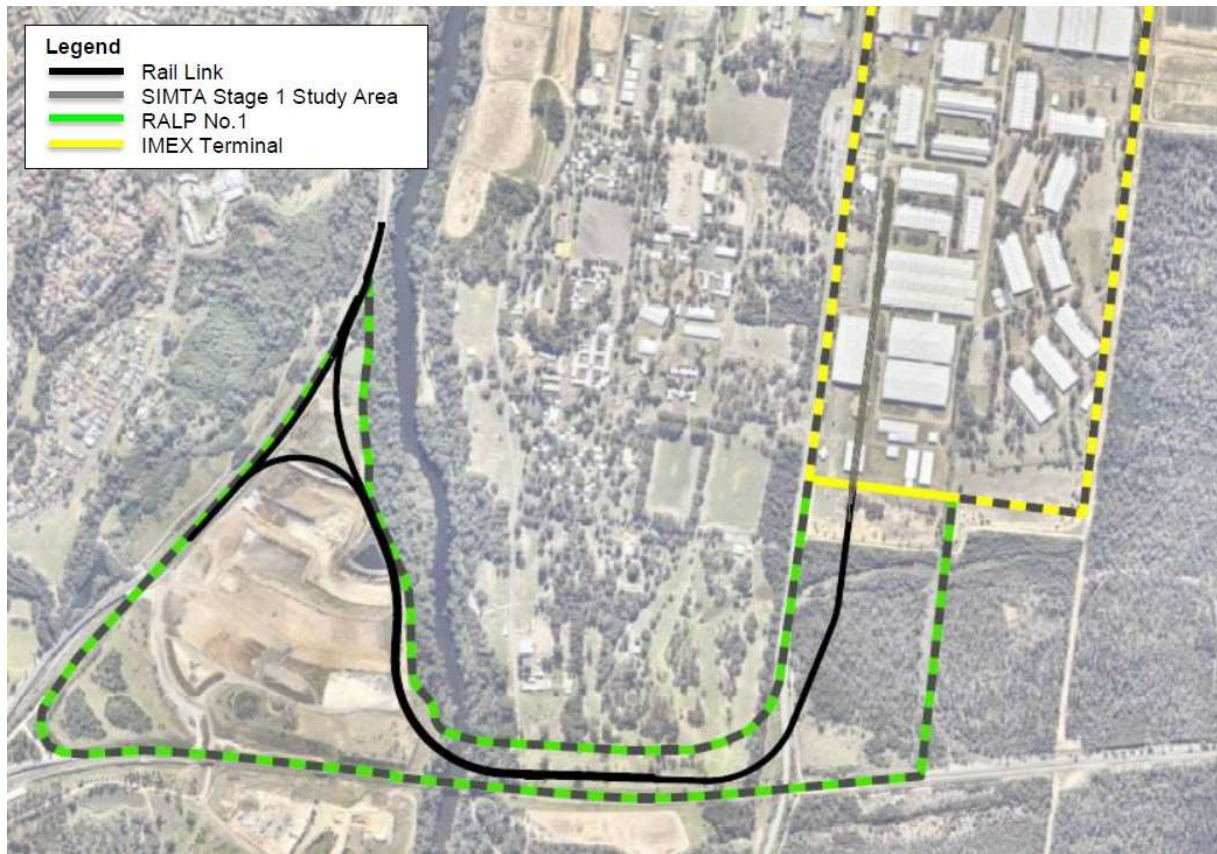 Legend
Rail Link
SIMTA Stage 1 Study Area
RALP No.1
IMEX Terminal